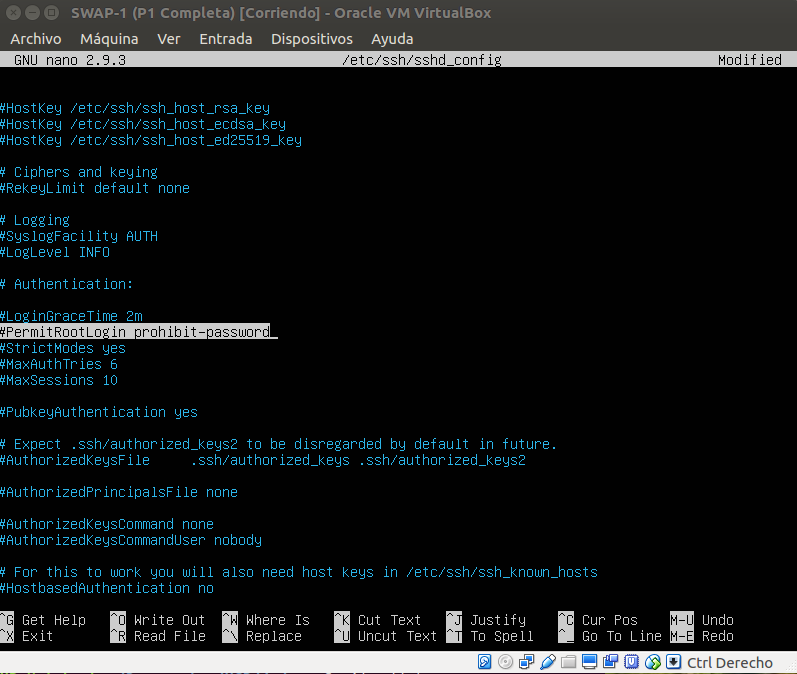 SWAP-1 (P1 Completa) [Corriendo] - Oracle VM VirtualBox
Archivo Máquina Ver Entrada Dispositivos Ayuda
GNU nano 2.9.3 /etc/ssh/sshd_config Modified
#HostKey /etc/ssh/ssh_host_rsa_key
#HostKey /etc/ssh/ssh_host_ecdsa_key
#HostKey /etc/ssh/ssh_host_ed25519_key
# Ciphers and keying
#RekeyLimit default none
# Logging
#SyslogFacility AUTH
#LogLevel INFO
# Authentication:
#LoginGraceTime 2m
#PermitRootLogin prohibit-password
#StrictModes yes
#MaxAuthTries 6
#MaxSessions 10
#PubkeyAuthentication yes
# Expect .ssh/authorized_keys2 to be disregarded by default in future.
#AuthorizedKeysFile .ssh/authorized_keys .ssh/authorized_keys2
#AuthorizedPrincipalsFile none
#AuthorizedKeysCommand none
#AuthorizedKeysCommandUser nobody
# For this to work you will also need host keys in /etc/ssh/ssh_known_hosts
#HostbasedAuthentication no
^G Get Help ^O Write Out ^W Where Is ^K Cut Text ^J Justify ^C Cur Pos M-U Undo
^X Exit ^R Read File ^\ Replace ^U Uncut Text ^T To Spell ^_ Go To Line M-E Redo
Ctrl Derecho